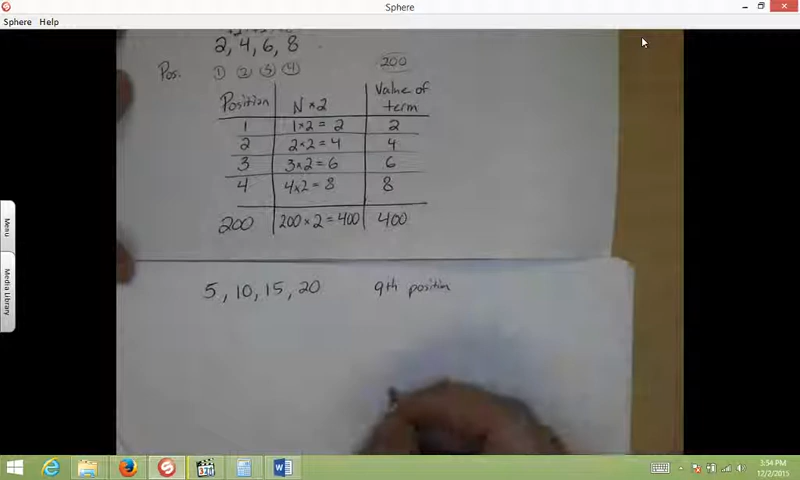 Sphere
Sphere Help
2, 4, 6, 8
200
Pos. 1 2 3 4
Position N×2 Value of term
1 1×2 = 2 2
2 2×2 = 4 4
3 3×2 = 6 6
4 4×2 = 8 8
200 200×2 = 400 400
5, 10, 15, 20 9th position
Menu
Media Library
3:54 PM
12/2/2015